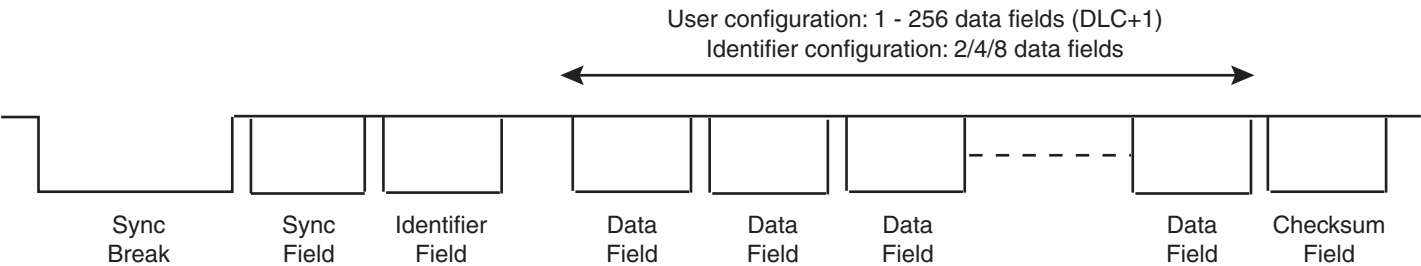 User configuration: 1 - 256 data fields (DLC+1)
Identifier configuration: 2/4/8 data fields
Sync Break
Sync Field
Identifier Field
Data Field
Data Field
Data Field
Data Field
Checksum Field